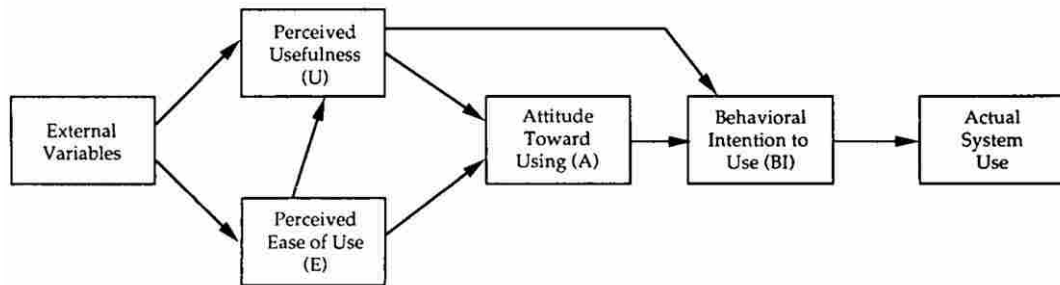 Perceived
Usefulness
(U)
External
Variables
Perceived
Ease of Use
(E)
Attitude
Toward
Using (A)
Behavioral
Intention to
Use (BI)
Actual
System
Use